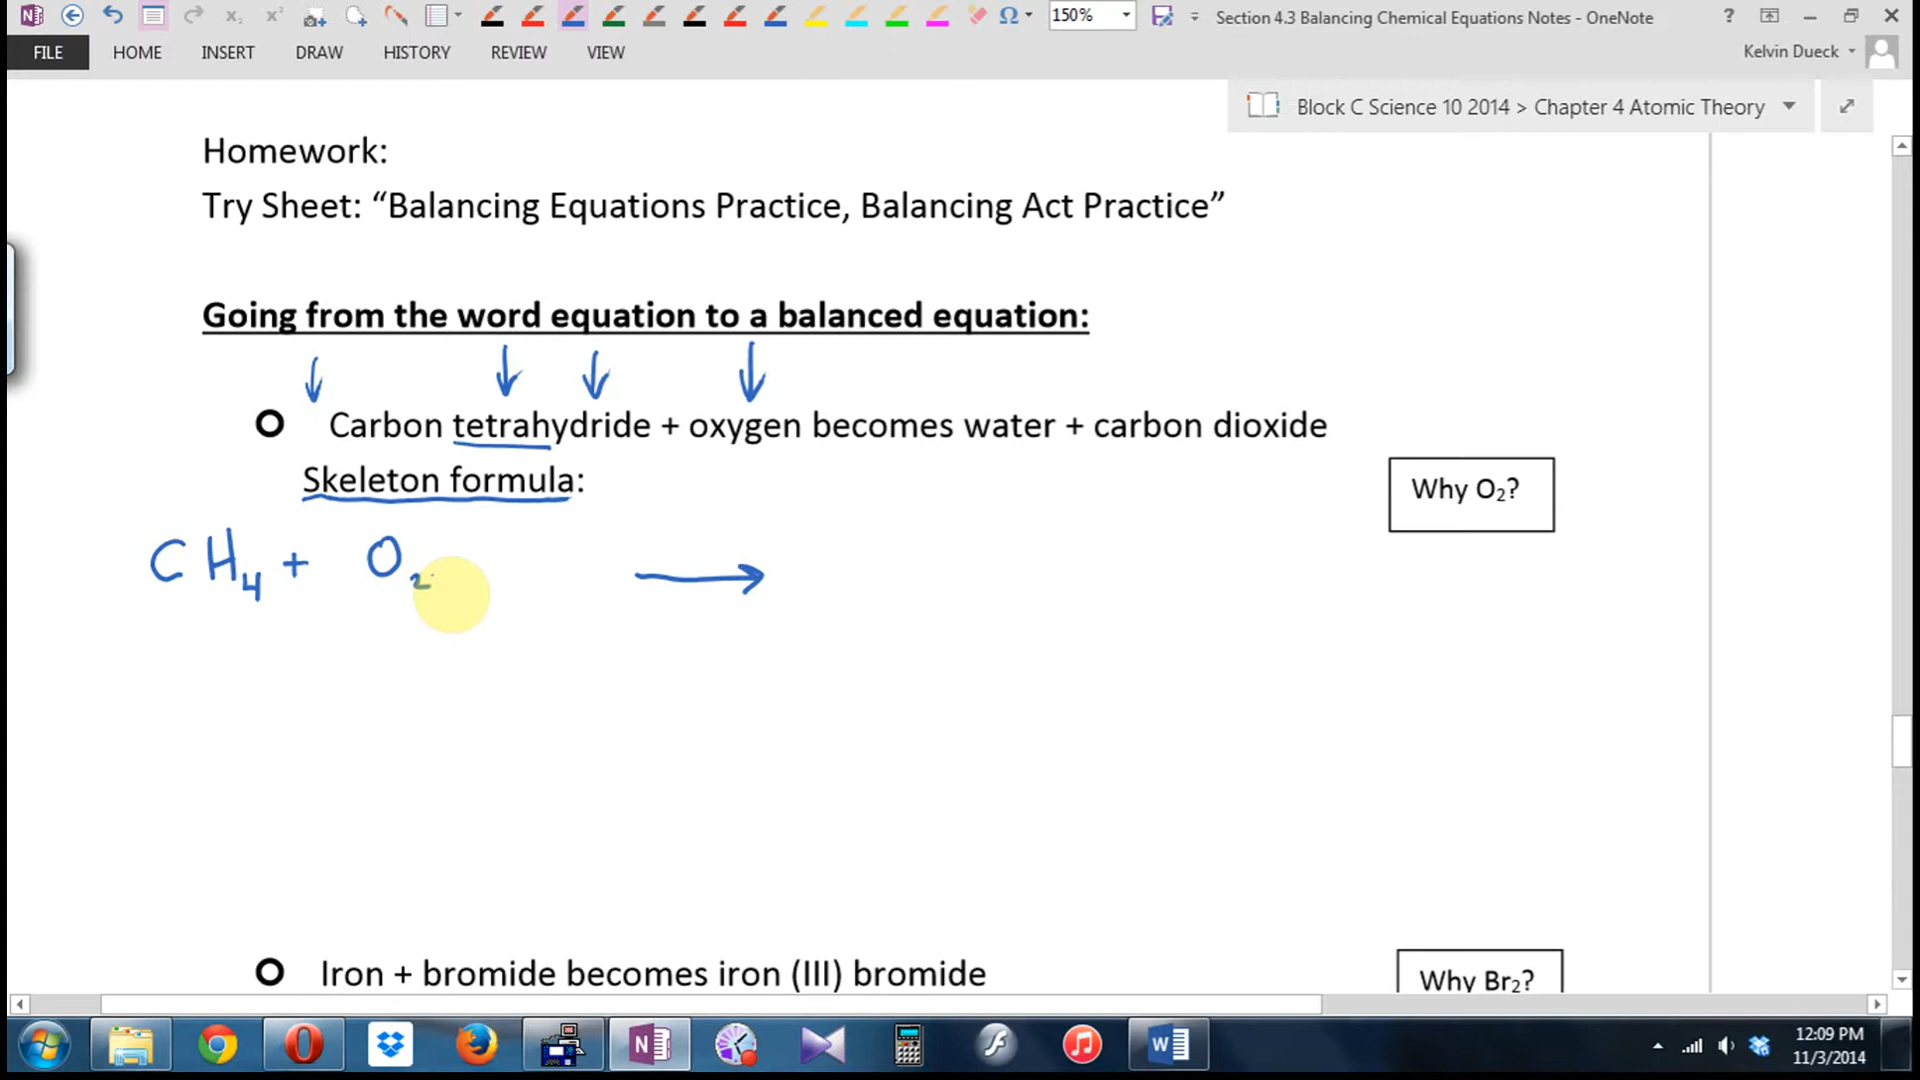 150%
Section 4.3 Balancing Chemical Equations Notes - OneNote
FILE HOME INSERT DRAW HISTORY REVIEW VIEW
Kelvin Dueck
Block C Science 10 2014 > Chapter 4 Atomic Theory
Homework:
Try Sheet: “Balancing Equations Practice, Balancing Act Practice”
Going from the word equation to a balanced equation:
Carbon tetrahydride + oxygen becomes water + carbon dioxide
Skeleton formula:
Why O₂?
CH₄ + O₂ →
Iron + bromide becomes iron (III) bromide
Why Br₂?
12:09 PM
11/3/2014